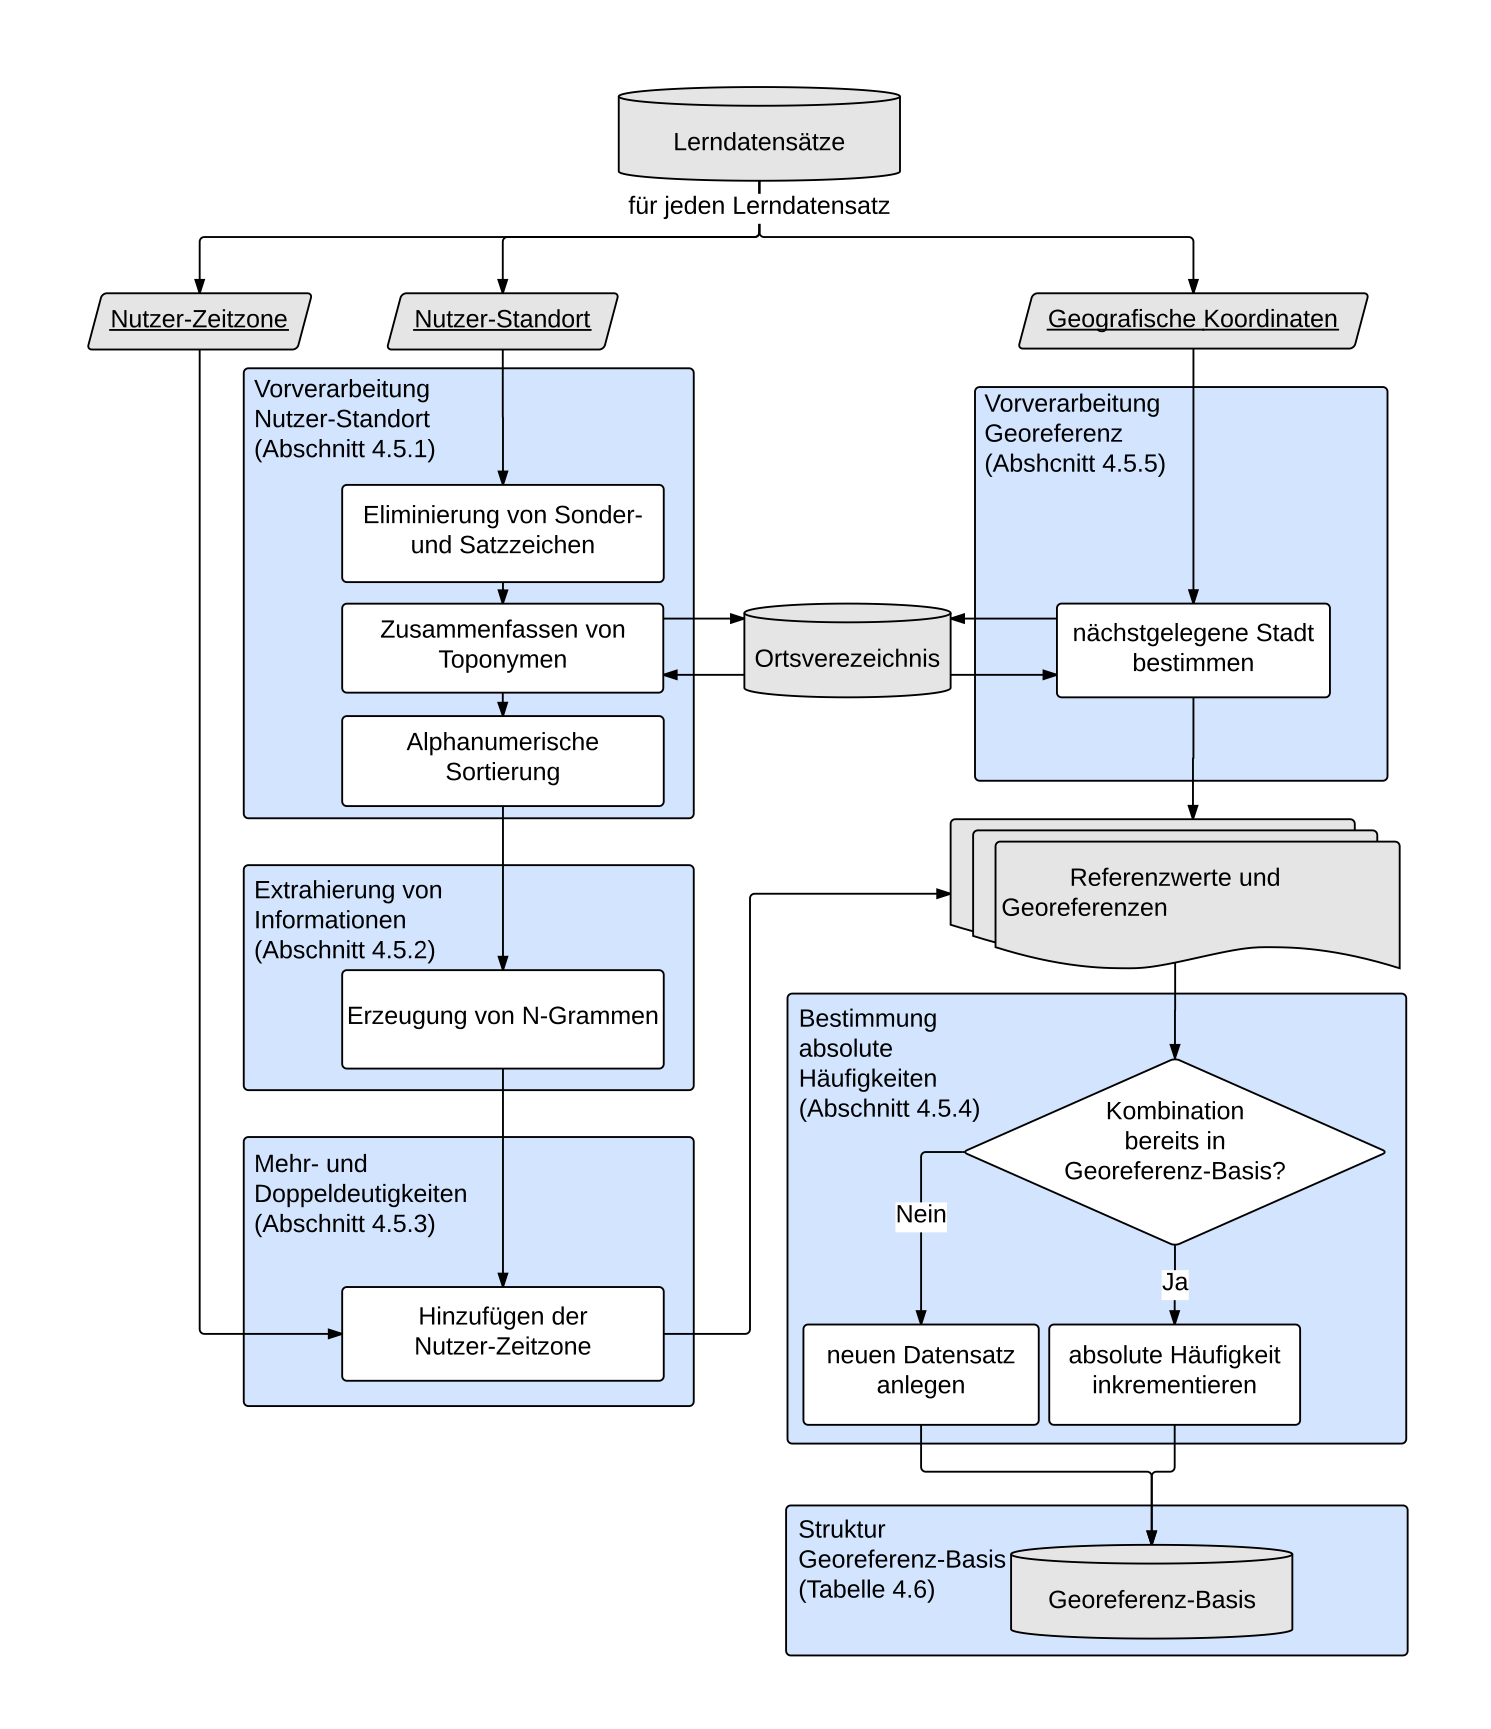 Lerndatensätze
für jeden Lerndatensatz
Nutzer-Zeitzone
Nutzer-Standort
Geografische Koordinaten
Vorverarbeitung
Nutzer-Standort
(Abschnitt 4.5.1)
Eliminierung von Sonder-
und Satzzeichen
Zusammenfassen von
Toponymen
Alphanumerische
Sortierung
Ortsverezeichnis
Vorverarbeitung
Georeferenz
(Abshcnitt 4.5.5)
nächstgelegene Stadt
bestimmen
Extrahierung von
Informationen
(Abschnitt 4.5.2)
Erzeugung von N-Grammen
Mehr- und
Doppeldeutigkeiten
(Abschnitt 4.5.3)
Hinzufügen der
Nutzer-Zeitzone
Referenzwerte und
Georeferenzen
Bestimmung
absolute
Häufigkeiten
(Abschnitt 4.5.4)
Kombination
bereits in
Georeferenz-Basis?
Nein
Ja
neuen Datensatz
anlegen
absolute Häufigkeit
inkrementieren
Struktur
Georeferenz-Basis
(Tabelle 4.6)
Georeferenz-Basis